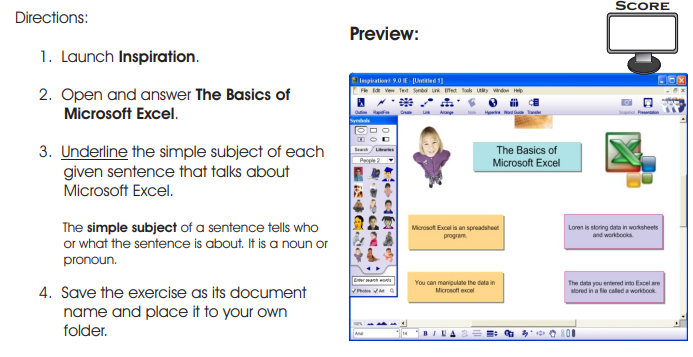 SCORE
Directions:
Preview:
1. Launch Inspiration.
2. Open and answer The Basics of
Microsoft Excel.
3. Underline the simple subject of each
given sentence that talks about
Microsoft Excel.
The simple subject of a sentence tells who
or what the sentence is about. It is a noun or
pronoun.
4. Save the exercise as its document
name and place it to your own
folder.
Inspiration® 9.0 IE - [Untitled 1]
File Edit View Text Symbol Link Effect Tools Utility Window Help
Outline RapidFire Create Link Arrange Note Hyperlink Word Guide Transfer Snapshot Presentation
Symbols
Search Libraries
People 2
Enter search words
Photos Art
The Basics of
Microsoft Excel
Microsoft Excel is an spreadsheet
program.
Loren is storing data in worksheets
and workbooks.
You can manipulate the data in
Microsoft excel
The data you entered into Excel are
stored in a file called a workbook.
Arial
B I U A